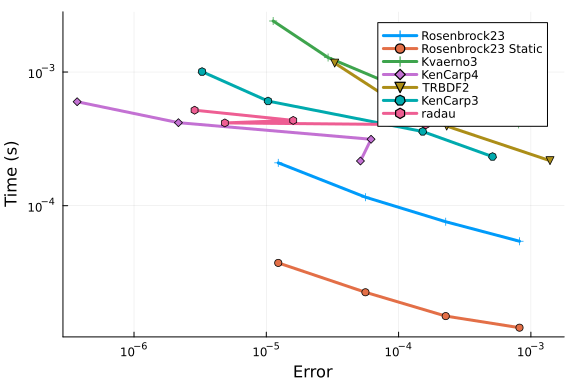 Rosenbrock23
Rosenbrock23 Static
Kvaerno3
KenCarp4
TRBDF2
KenCarp3
radau
Time (s)
10⁻³
10⁻⁴
10⁻⁶
10⁻⁵
10⁻⁴
10⁻³
Error